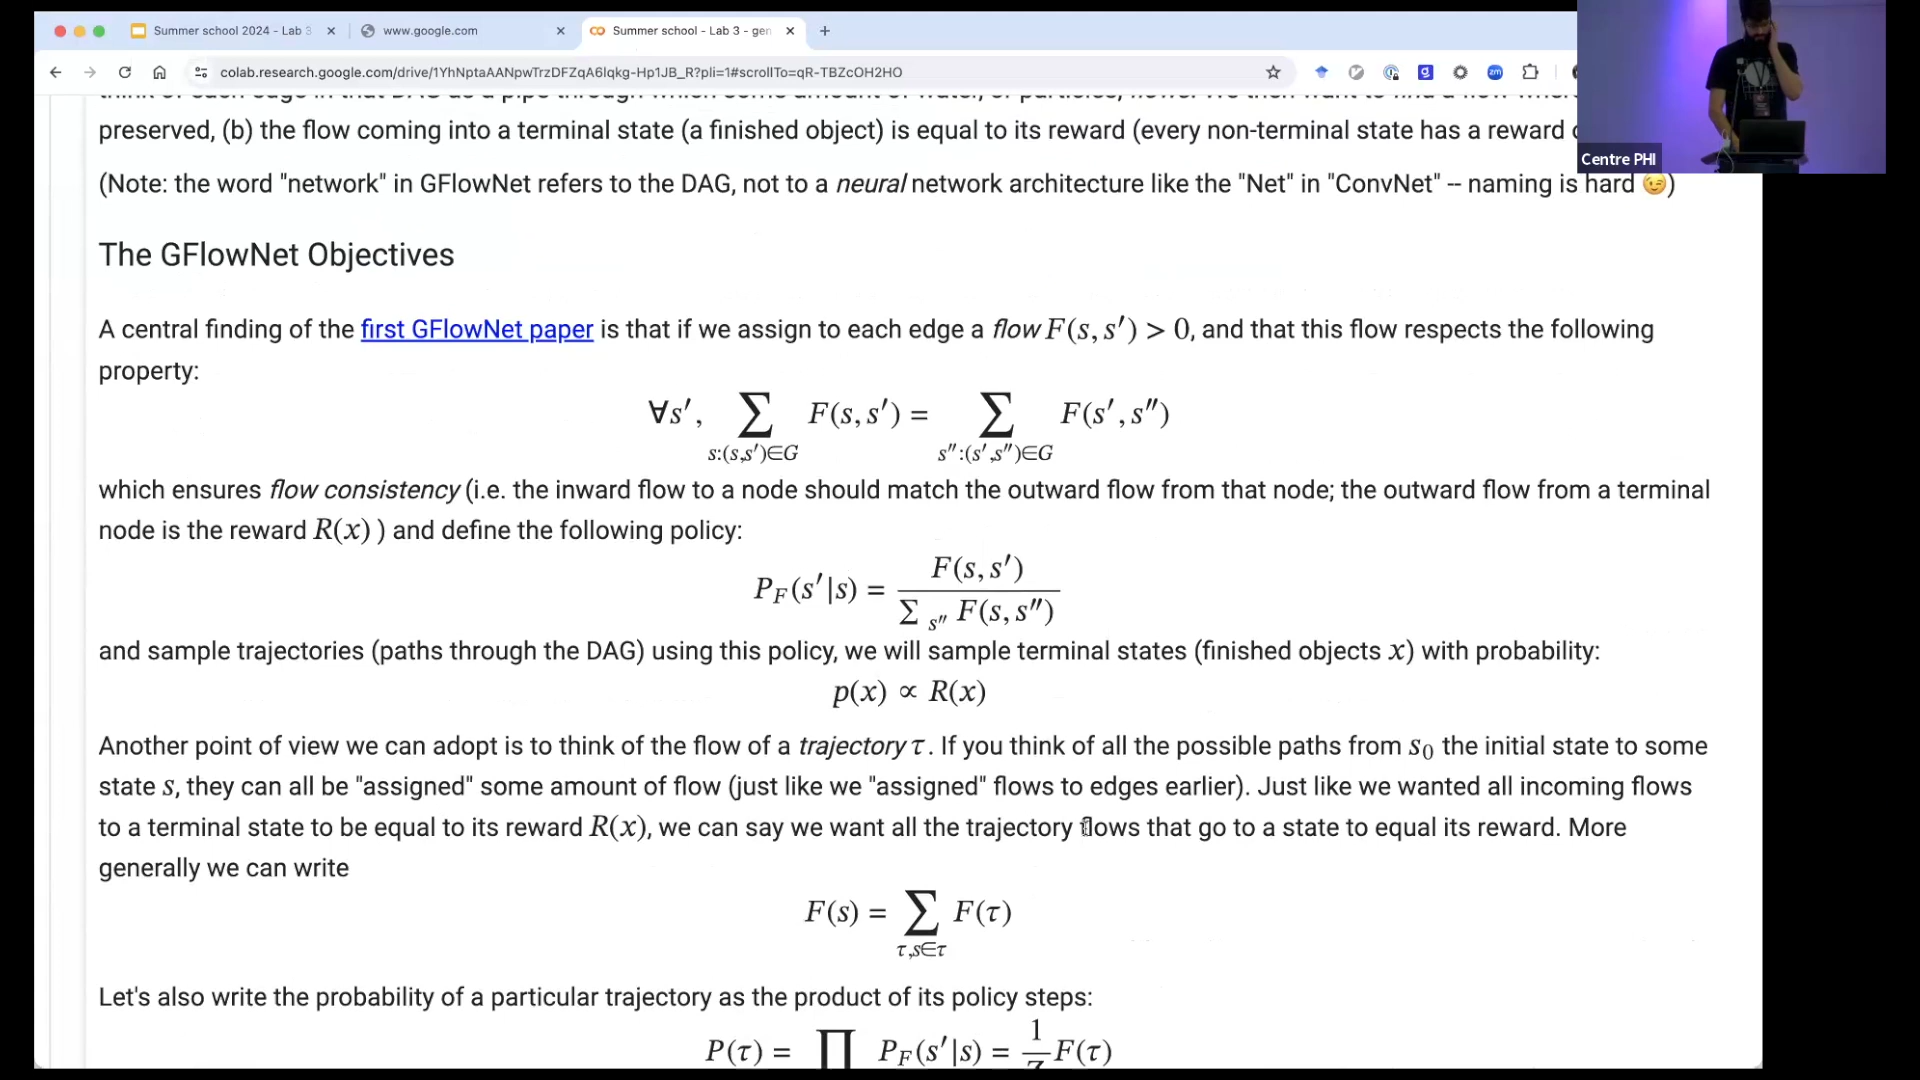 Summer school 2024 - Lab 3
www.google.com
Summer school - Lab 3 - gen
colab.research.google.com/drive/1YhNptaAANpwTrzDFZqA6lqkg-Hp1JB_R?pli=1#scrollTo=qR-TBZcOH2HO
preserved, (b) the flow coming into a terminal state (a finished object) is equal to its reward (every non-terminal state has a reward
Centre PHI
(Note: the word "network" in GFlowNet refers to the DAG, not to a neural network architecture like the "Net" in "ConvNet" -- naming is hard 😉)
The GFlowNet Objectives
A central finding of the first GFlowNet paper is that if we assign to each edge a flow F(s, s′) > 0, and that this flow respects the following
property:
∀s′, ∑ F(s, s′) = ∑ F(s′, s″)
s:(s,s′)∈G s″:(s′,s″)∈G
which ensures flow consistency (i.e. the inward flow to a node should match the outward flow from that node; the outward flow from a terminal
node is the reward R(x) ) and define the following policy:
P_F(s′|s) = F(s, s′) / ∑_s″ F(s, s″)
and sample trajectories (paths through the DAG) using this policy, we will sample terminal states (finished objects x) with probability:
p(x) ∝ R(x)
Another point of view we can adopt is to think of the flow of a trajectory τ. If you think of all the possible paths from s₀ the initial state to some
state s, they can all be "assigned" some amount of flow (just like we "assigned" flows to edges earlier). Just like we wanted all incoming flows
to a terminal state to be equal to its reward R(x), we can say we want all the trajectory flows that go to a state to equal its reward. More
generally we can write
F(s) = ∑ F(τ)
τ,s∈τ
Let's also write the probability of a particular trajectory as the product of its policy steps:
P(τ) = ∏ P_F(s′|s) = 1/Z F(τ)